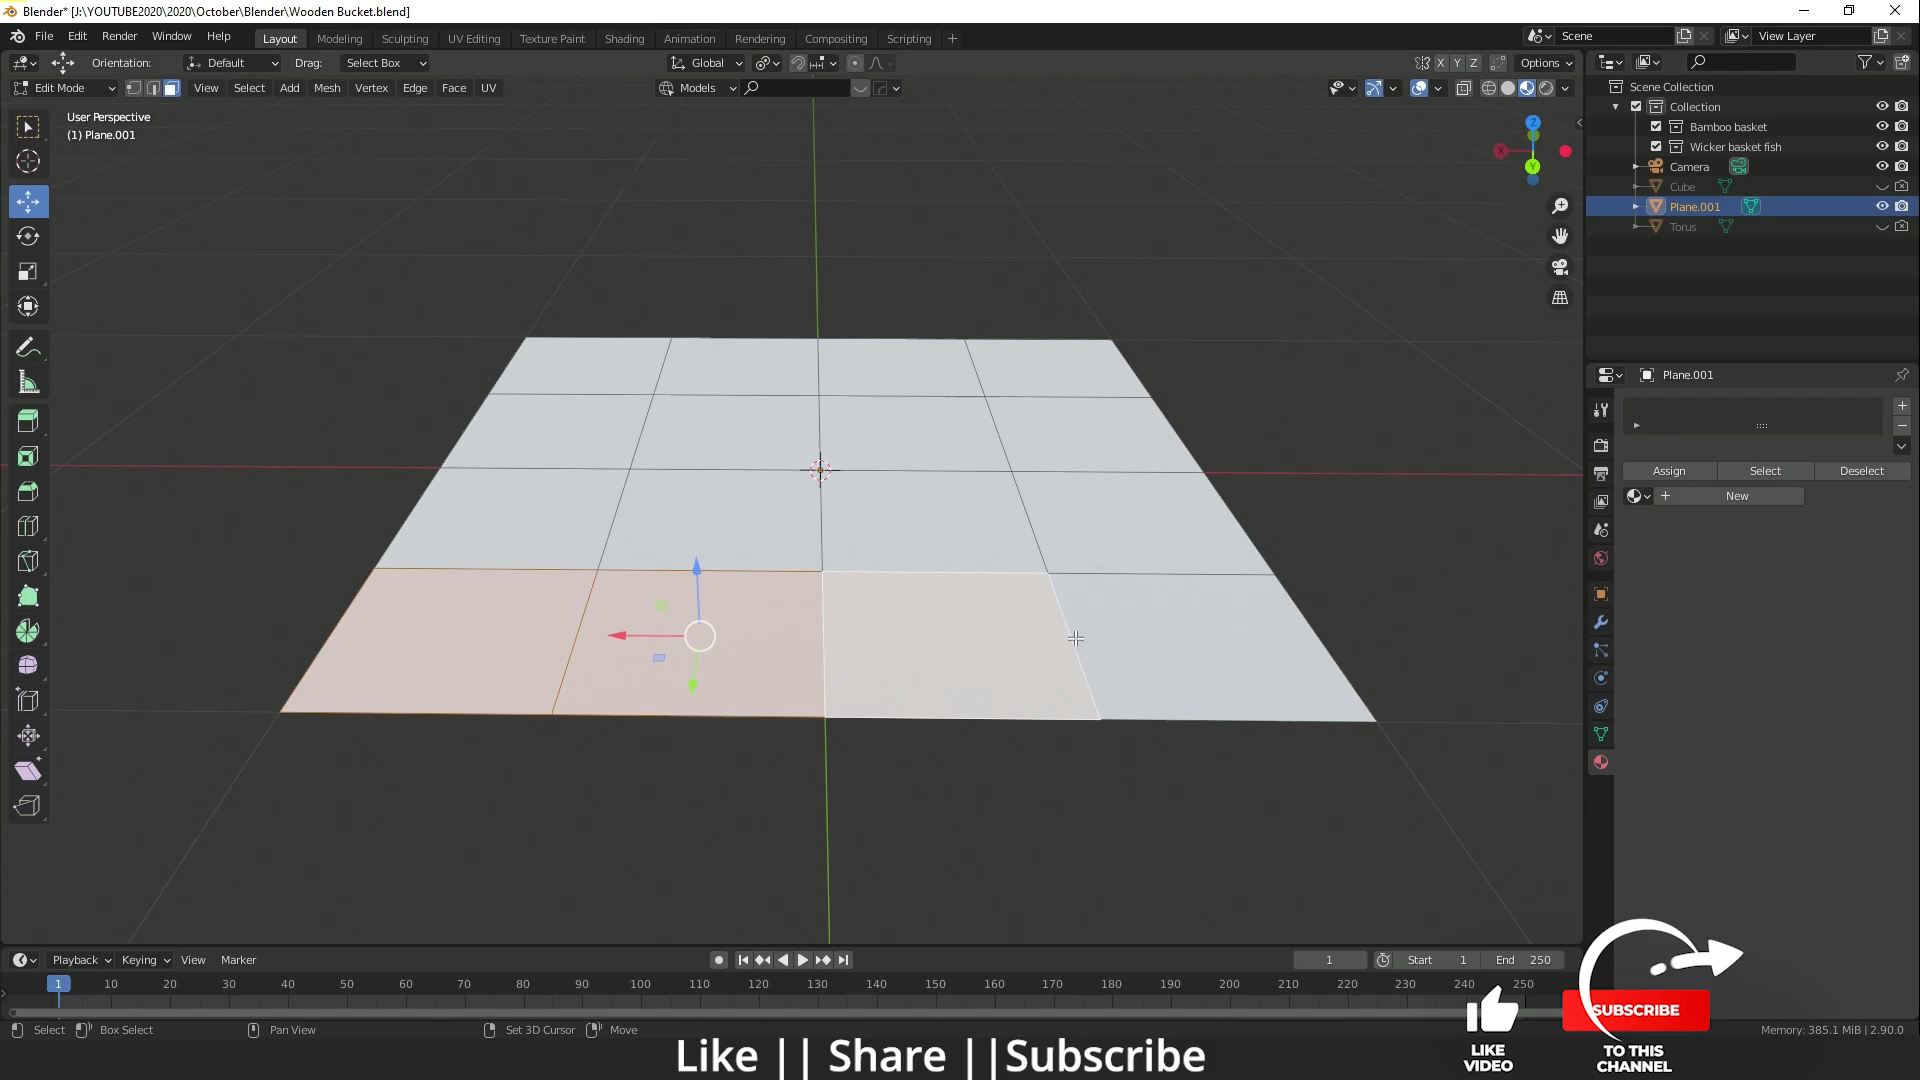 Blender* [J:\YOUTUBE2020\2020\October\Blender\Wooden Bucket.blend]
File Edit Render Window Help Layout Modeling Sculpting UV Editing Texture Paint Shading Animation Rendering Compositing Scripting + Scene View Layer
Orientation: Default Drag: Select Box Global X Y Z Options
Edit Mode View Select Add Mesh Vertex Edge Face UV Models
User Perspective
(1) Plane.001
Z
Y
Scene Collection
Collection
Bamboo basket
Wicker basket fish
Camera
Cube
Plane.001
Torus
Plane.001
Assign Select Deselect
+ New
Playback Keying View Marker 1 Start 1 End 250
1 10 20 30 40 50 60 70 80 90 100 110 120 130 140 150 160 170 180 190 200 210 220 230 240 250
Select Box Select Pan View Set 3D Cursor Move Memory: 385.1 MiB | 2.90.0
SUBSCRIBE
Like || Share ||Subscribe
LIKE
VIDEO
TO THIS
CHANNEL